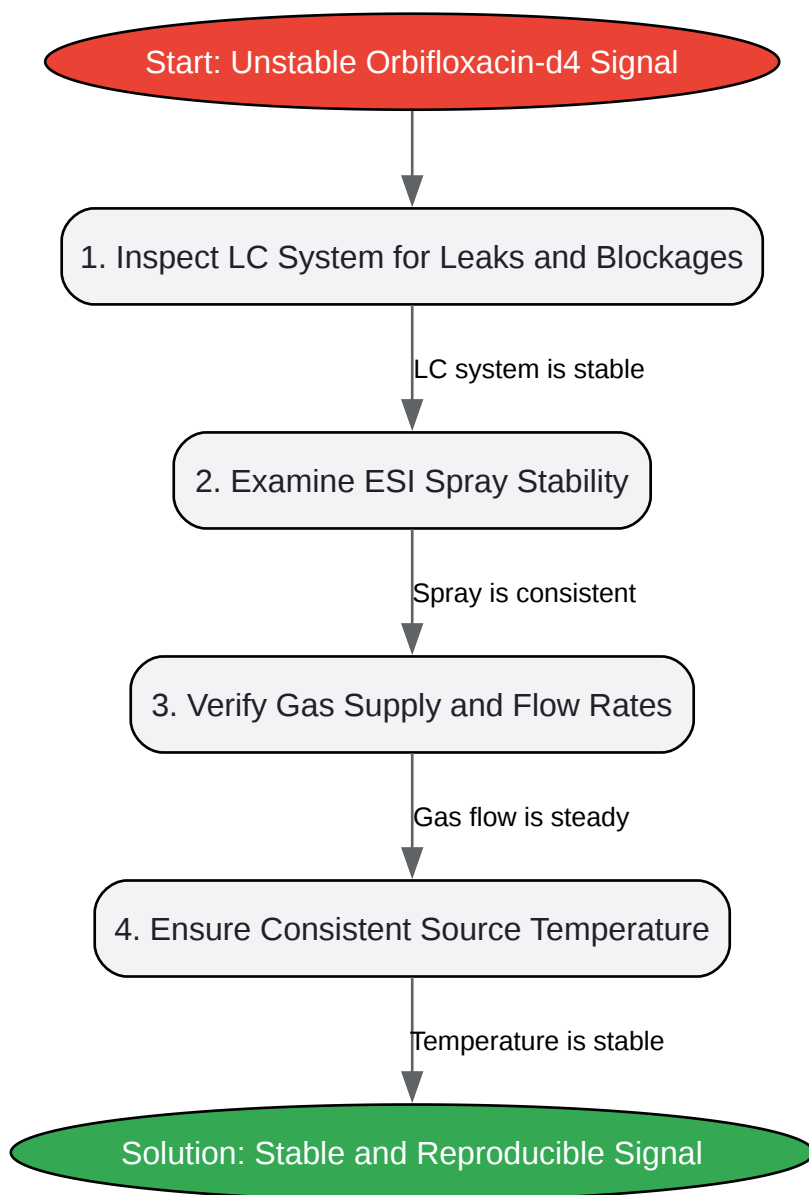 Start: Unstable Orbifloxacin-d4 Signal
1. Inspect LC System for Leaks and Blockages
LC system is stable
2. Examine ESI Spray Stability
Spray is consistent
3. Verify Gas Supply and Flow Rates
Gas flow is steady
4. Ensure Consistent Source Temperature
Temperature is stable
Solution: Stable and Reproducible Signal